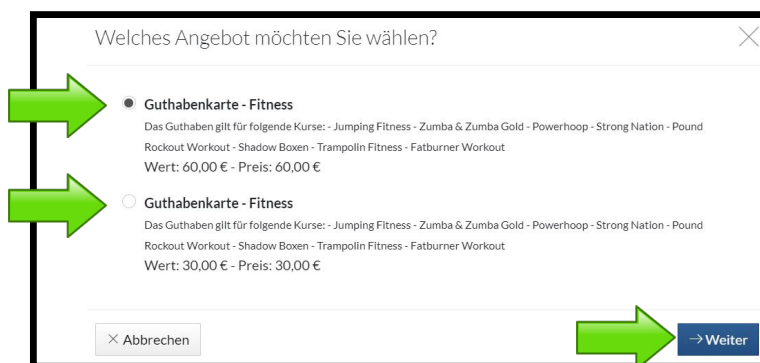 Welches Angebot möchten Sie wählen?
Guthabenkarte - Fitness
Das Guthaben gilt für folgende Kurse: - Jumping Fitness - Zumba & Zumba Gold - Powerhoop - Strong Nation - Pound
Rockout Workout - Shadow Boxen - Trampolin Fitness - Fatburner Workout
Wert: 60,00 € - Preis: 60,00 €
Guthabenkarte - Fitness
Das Guthaben gilt für folgende Kurse: - Jumping Fitness - Zumba & Zumba Gold - Powerhoop - Strong Nation - Pound
Rockout Workout - Shadow Boxen - Trampolin Fitness - Fatburner Workout
Wert: 30,00 € - Preis: 30,00 €
Abbrechen
Weiter